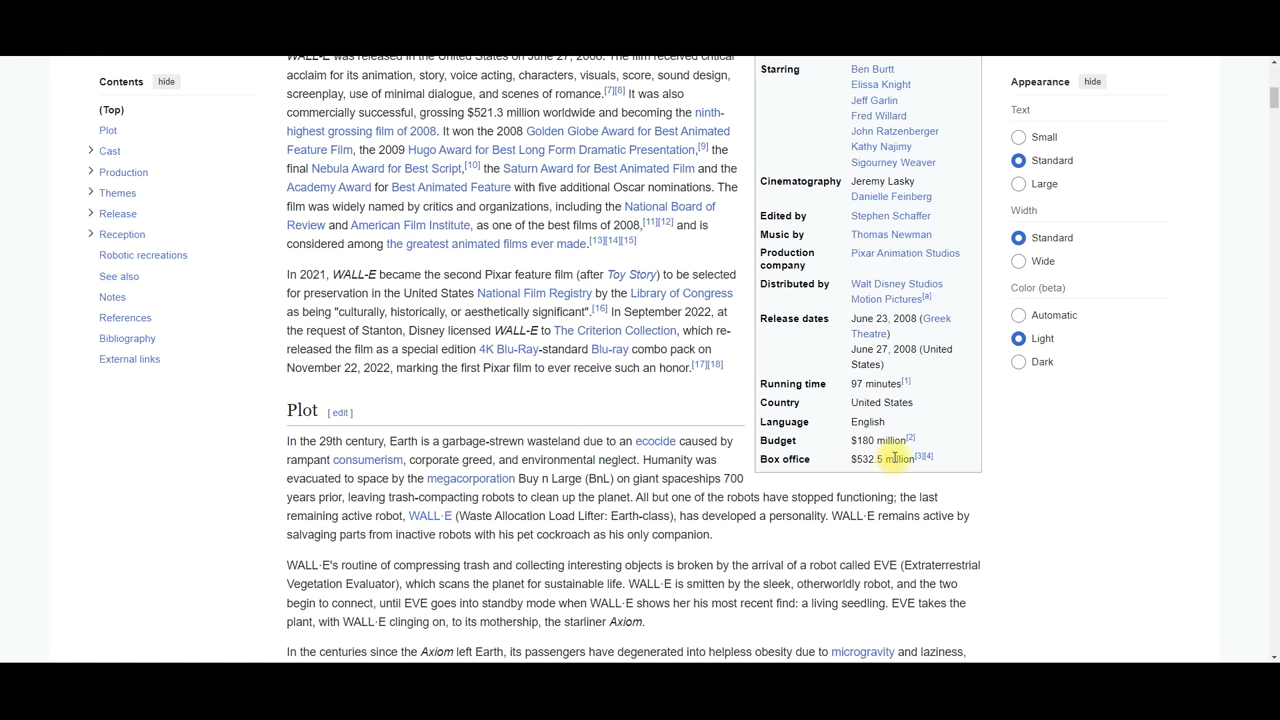 Contents hide
(Top)
Plot
Cast
Production
Themes
Release
Reception
Robotic recreations
See also
Notes
References
Bibliography
External links
WALL-E was released in the United States on June 27, 2008. The film received critical
acclaim for its animation, story, voice acting, characters, visuals, score, sound design,
screenplay, use of minimal dialogue, and scenes of romance.[7][8] It was also
commercially successful, grossing $521.3 million worldwide and becoming the ninth-
highest grossing film of 2008. It won the 2008 Golden Globe Award for Best Animated
Feature Film, the 2009 Hugo Award for Best Long Form Dramatic Presentation,[9] the
final Nebula Award for Best Script,[10] the Saturn Award for Best Animated Film and the
Academy Award for Best Animated Feature with five additional Oscar nominations. The
film was widely named by critics and organizations, including the National Board of
Review and American Film Institute, as one of the best films of 2008,[11][12] and is
considered among the greatest animated films ever made.[13][14][15]
In 2021, WALL-E became the second Pixar feature film (after Toy Story) to be selected
for preservation in the United States National Film Registry by the Library of Congress
as being "culturally, historically, or aesthetically significant".[16] In September 2022, at
the request of Stanton, Disney licensed WALL-E to The Criterion Collection, which re-
released the film as a special edition 4K Blu-Ray-standard Blu-ray combo pack on
November 22, 2022, marking the first Pixar film to ever receive such an honor.[17][18]
Plot [ edit ]
In the 29th century, Earth is a garbage-strewn wasteland due to an ecocide caused by
rampant consumerism, corporate greed, and environmental neglect. Humanity was
evacuated to space by the megacorporation Buy n Large (BnL) on giant spaceships 700
years prior, leaving trash-compacting robots to clean up the planet. All but one of the robots have stopped functioning; the last
remaining active robot, WALL·E (Waste Allocation Load Lifter: Earth-class), has developed a personality. WALL·E remains active by
salvaging parts from inactive robots with his pet cockroach as his only companion.
WALL·E's routine of compressing trash and collecting interesting objects is broken by the arrival of a robot called EVE (Extraterrestrial
Vegetation Evaluator), which scans the planet for sustainable life. WALL·E is smitten by the sleek, otherworldly robot, and the two
begin to connect, until EVE goes into standby mode when WALL·E shows her his most recent find: a living seedling. EVE takes the
plant, with WALL·E clinging on, to its mothership, the starliner Axiom.
In the centuries since the Axiom left Earth, its passengers have degenerated into helpless obesity due to microgravity and laziness,
Starring Ben Burtt
Elissa Knight
Jeff Garlin
Fred Willard
John Ratzenberger
Kathy Najimy
Sigourney Weaver
Cinematography Jeremy Lasky
Danielle Feinberg
Edited by Stephen Schaffer
Music by Thomas Newman
Production Pixar Animation Studios
company
Distributed by Walt Disney Studios
Motion Pictures[a]
Release dates June 23, 2008 (Greek
Theatre)
June 27, 2008 (United
States)
Running time 97 minutes[1]
Country United States
Language English
Budget $180 million[2]
Box office $532.5 million[3][4]
Appearance hide
Text
Small
Standard
Large
Width
Standard
Wide
Color (beta)
Automatic
Light
Dark